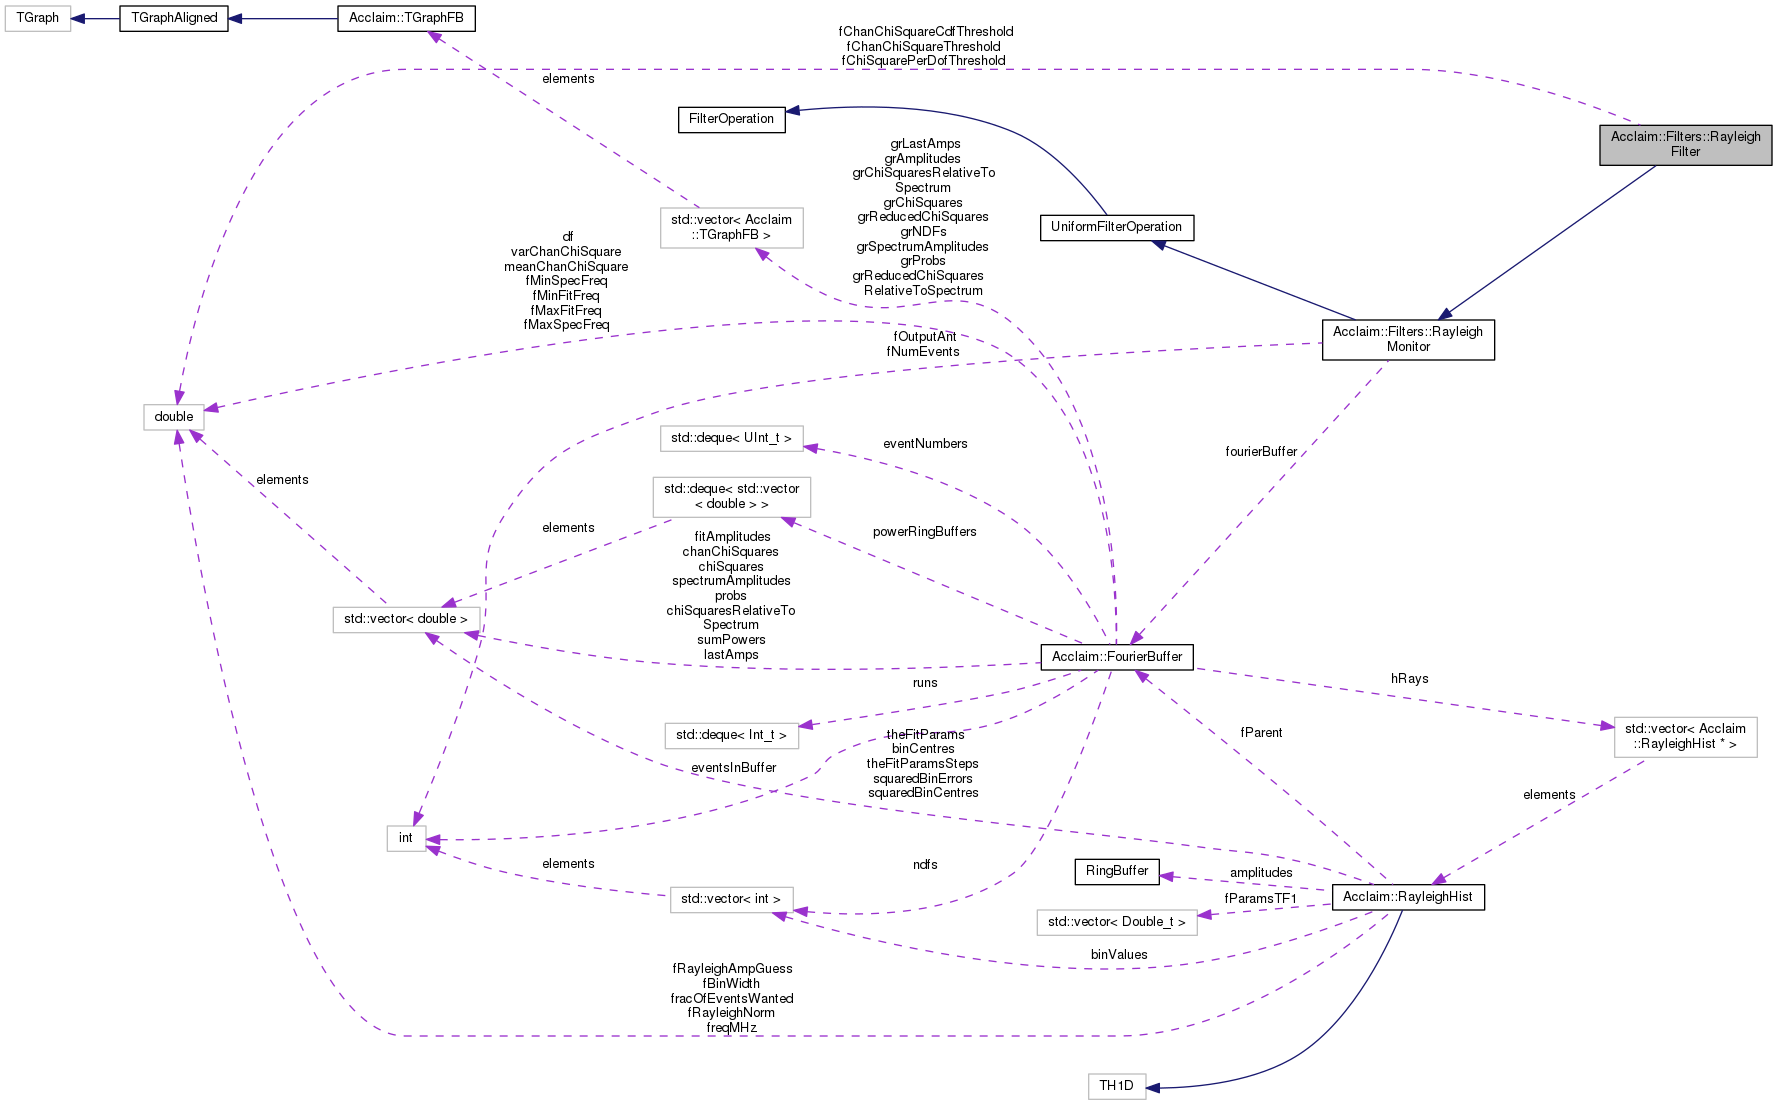 TGraph
TGraphAligned
Acclaim::TGraphFB
fChanChiSquareCdfThreshold
fChanChiSquareThreshold
fChiSquarePerDofThreshold
elements
FilterOperation
Acclaim::Filters::Rayleigh
Filter
grLastAmps
grAmplitudes
grChiSquaresRelativeTo
Spectrum
grChiSquares
grReducedChiSquares
grNDFs
grSpectrumAmplitudes
grProbs
grReducedChiSquares
RelativeToSpectrum
std::vector< Acclaim
::TGraphFB >
UniformFilterOperation
df
varChanChiSquare
meanChanChiSquare
fMinSpecFreq
fMinFitFreq
fMaxFitFreq
fMaxSpecFreq
Acclaim::Filters::Rayleigh
Monitor
fOutputAnt
fNumEvents
double
std::deque< UInt_t >
eventNumbers
fourierBuffer
elements
std::deque< std::vector
< double > >
elements
powerRingBuffers
fitAmplitudes
chanChiSquares
chiSquares
spectrumAmplitudes
probs
chiSquaresRelativeTo
Spectrum
sumPowers
lastAmps
std::vector< double >
Acclaim::FourierBuffer
runs
hRays
std::deque< Int_t >
theFitParams
binCentres
theFitParamsSteps
squaredBinErrors
squaredBinCentres
fParent
std::vector< Acclaim
::RayleighHist * >
eventsInBuffer
elements
int
elements
ndfs
RingBuffer
amplitudes
std::vector< int >
fParamsTF1
Acclaim::RayleighHist
std::vector< Double_t >
binValues
fRayleighAmpGuess
fBinWidth
fracOfEventsWanted
fRayleighNorm
freqMHz
TH1D